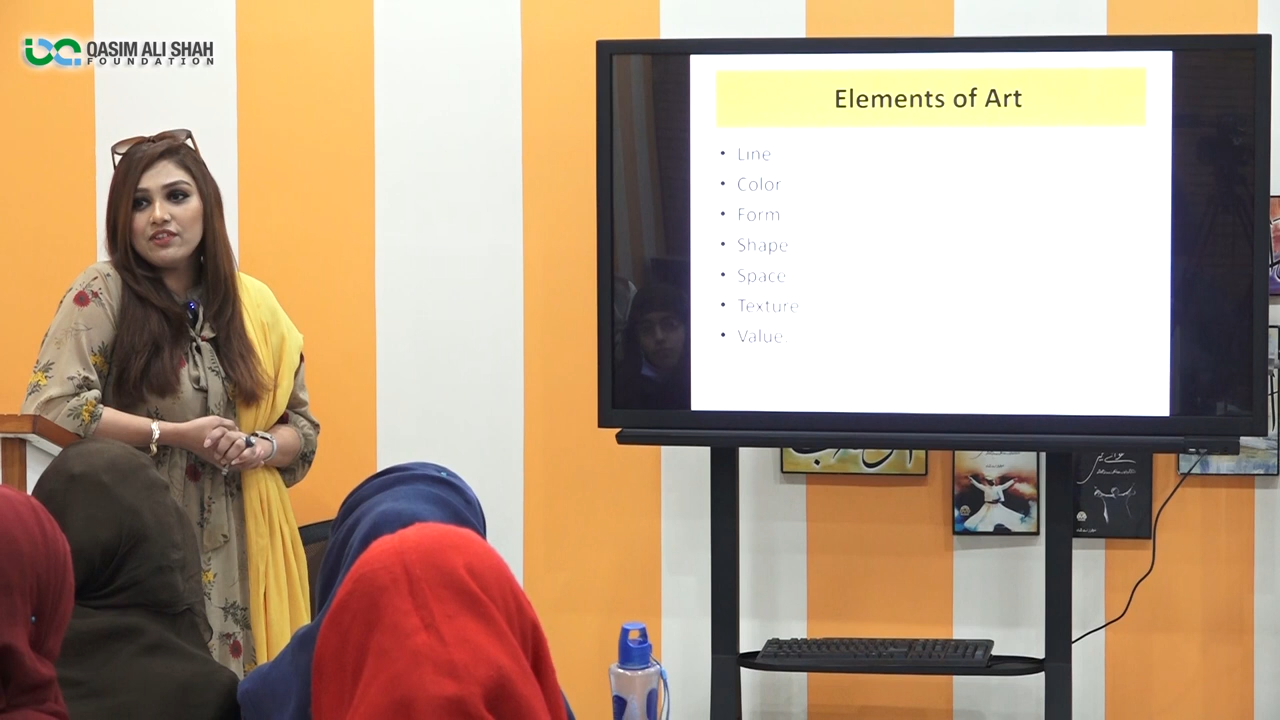 QASIM ALI SHAH
FOUNDATION
Elements of Art
• Line
• Color
• Form
• Shape
• Space
• Texture
• Value.